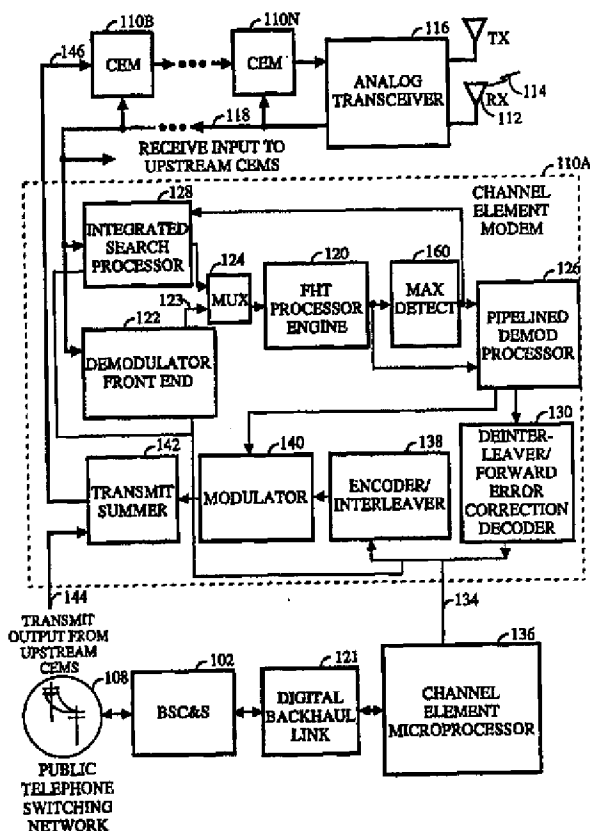 110B
110N
116
146
CEM
CEM
ANALOG
TRANSCEIVER
TX
RX
114
112
118
RECEIVE INPUT TO
UPSTREAM CEMS
110A
128
CHANNEL
ELEMENT
MODEM
INTEGRATED
SEARCH
PROCESSOR
124
MUX
120
FHT
PROCESSOR
ENGINE
160
MAX
DETECT
126
PIPELINED
DEMOD
PROCESSOR
122
123
DEMODULATOR
FRONT END
142
TRANSMIT
SUMMER
140
MODULATOR
138
ENCODER/
INTERLEAVER
130
DEINTER-
LEAVER/
FORWARD
ERROR
CORRECTION
DECODER
144
134
TRANSMIT
OUTPUT FROM
UPSTREAM
CEMS
108
102
BSC&S
121
DIGITAL
BACKHAUL
LINK
136
CHANNEL
ELEMENT
MICROPROCESSOR
PUBLIC
TELEPHONE
SWITCHING
NETWORK